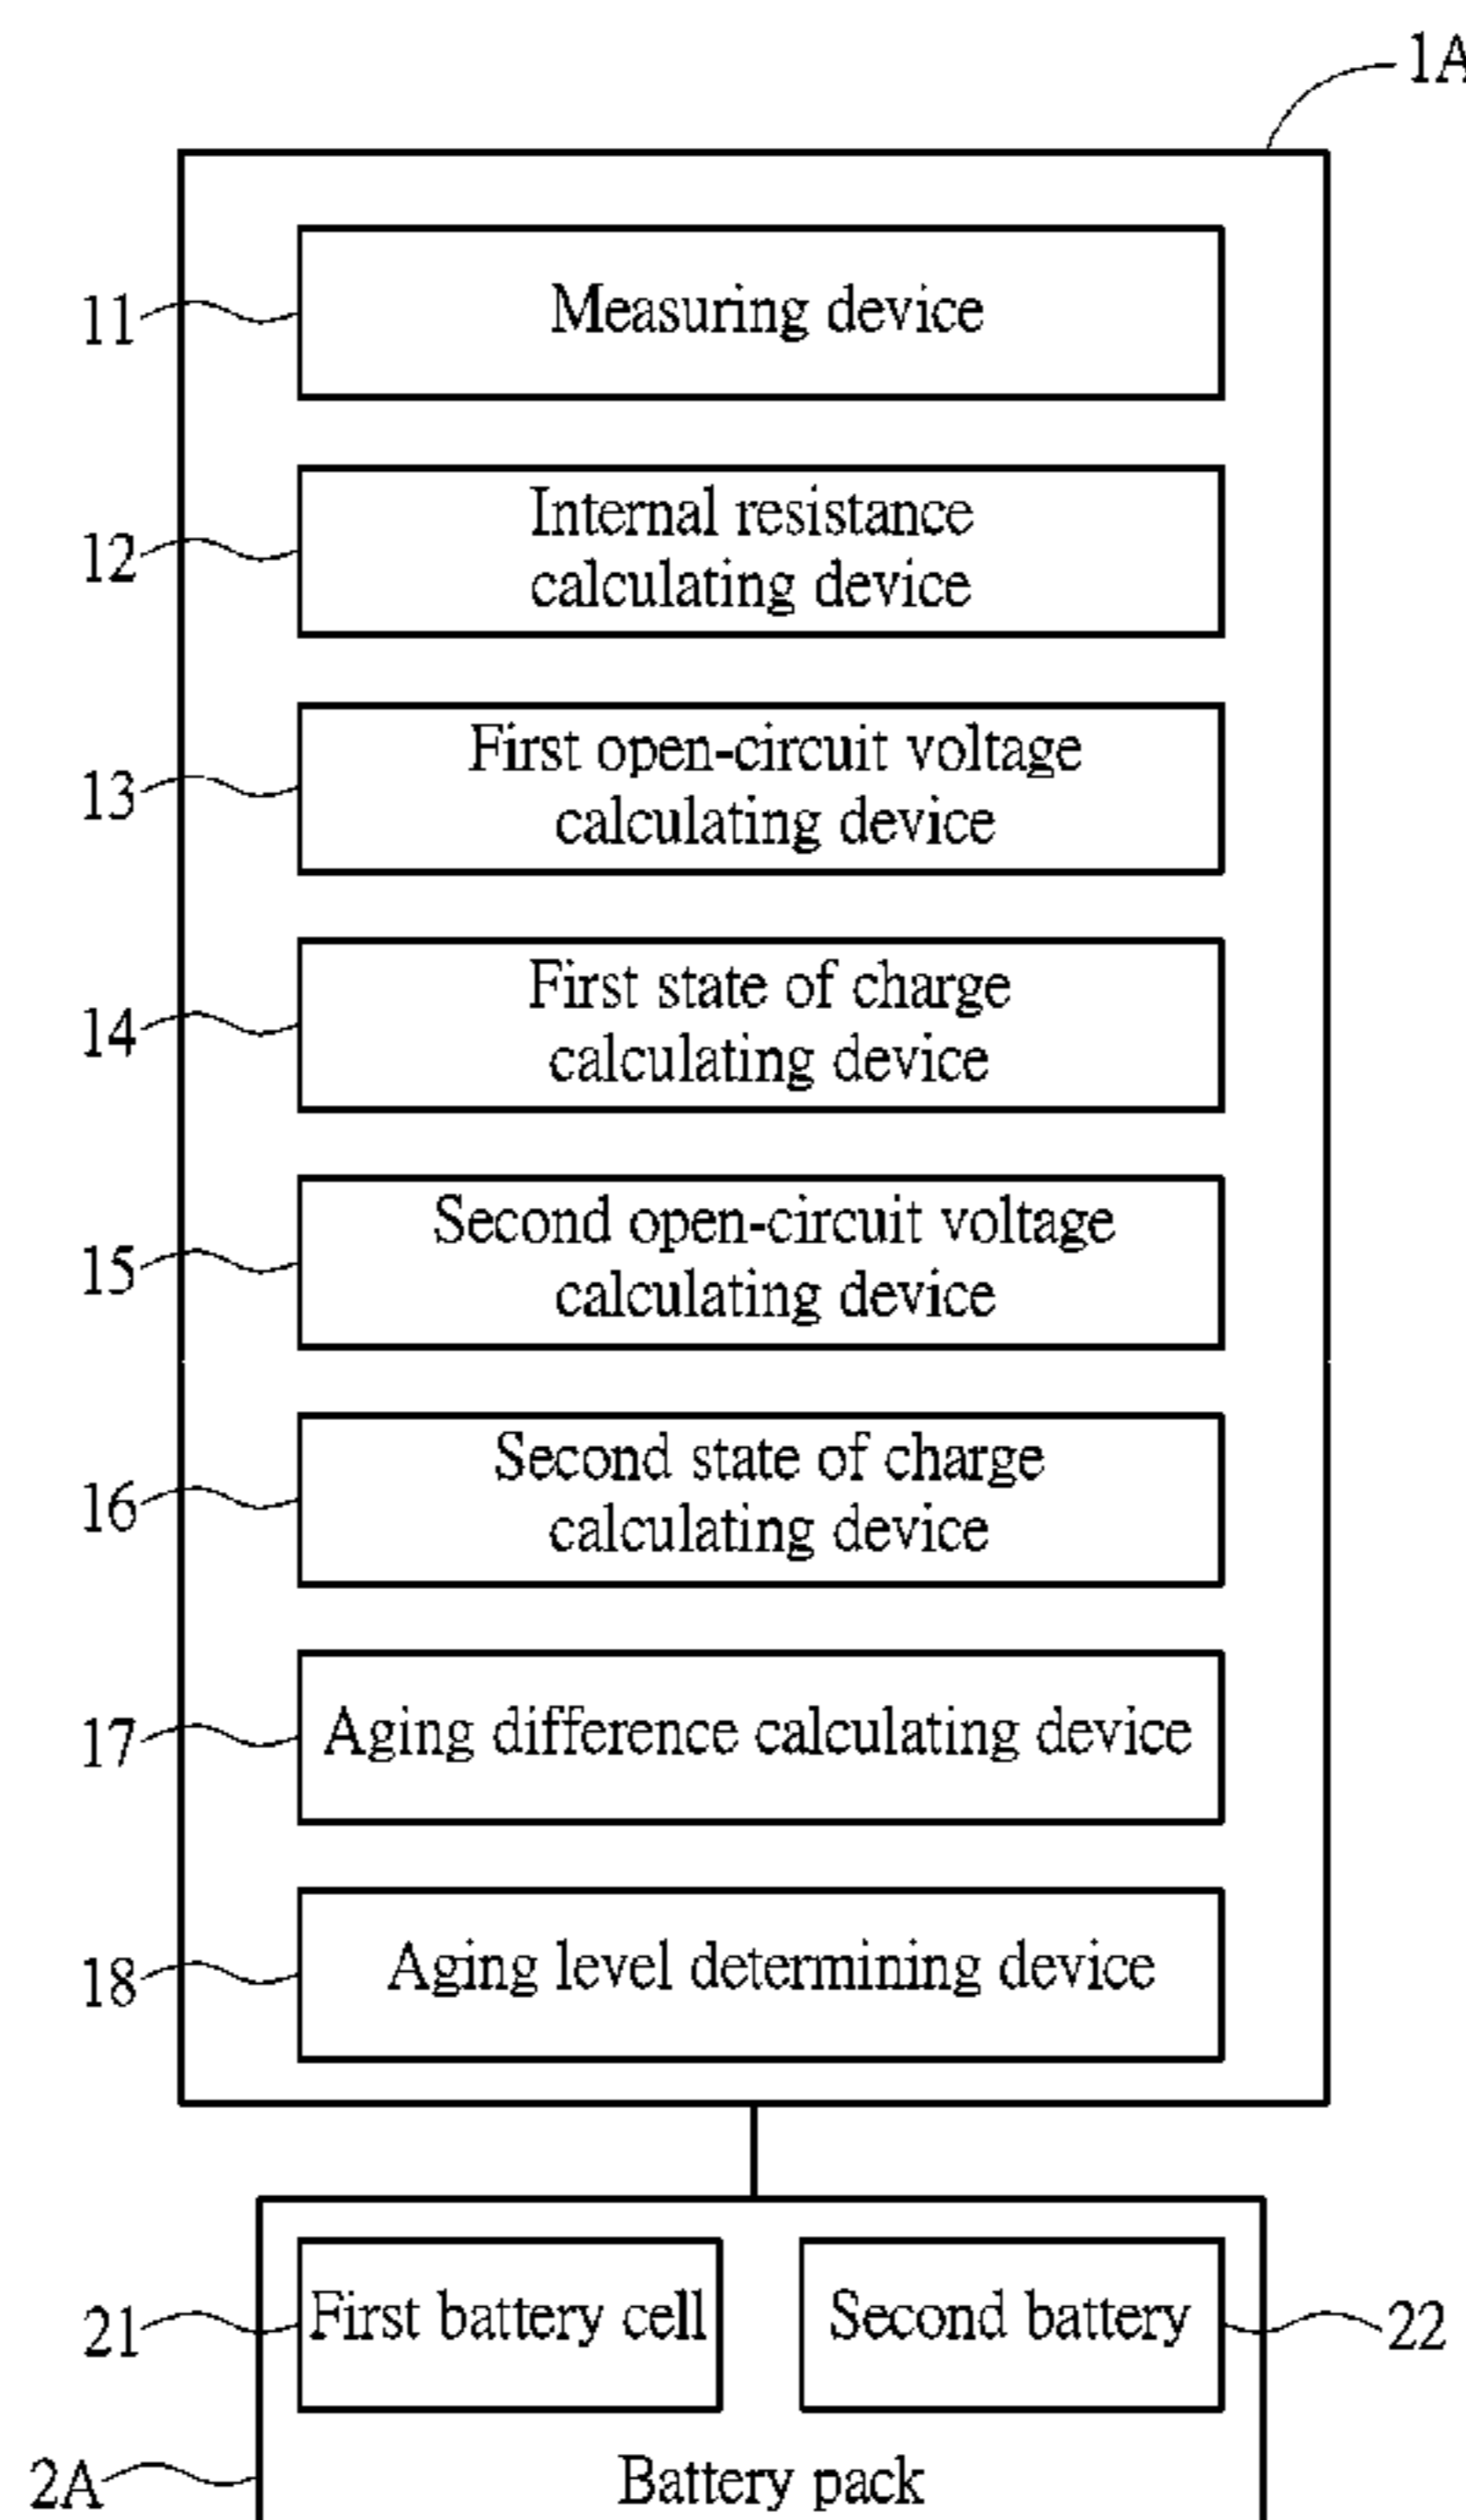 1A
11
Measuring device
12
Internal resistance
calculating device
13
First open-circuit voltage
calculating device
14
First state of charge
calculating device
15
Second open-circuit voltage
calculating device
16
Second state of charge
calculating device
17
Aging difference calculating device
18
Aging level determining device
21
First battery cell
Second battery
22
2A
Battery pack